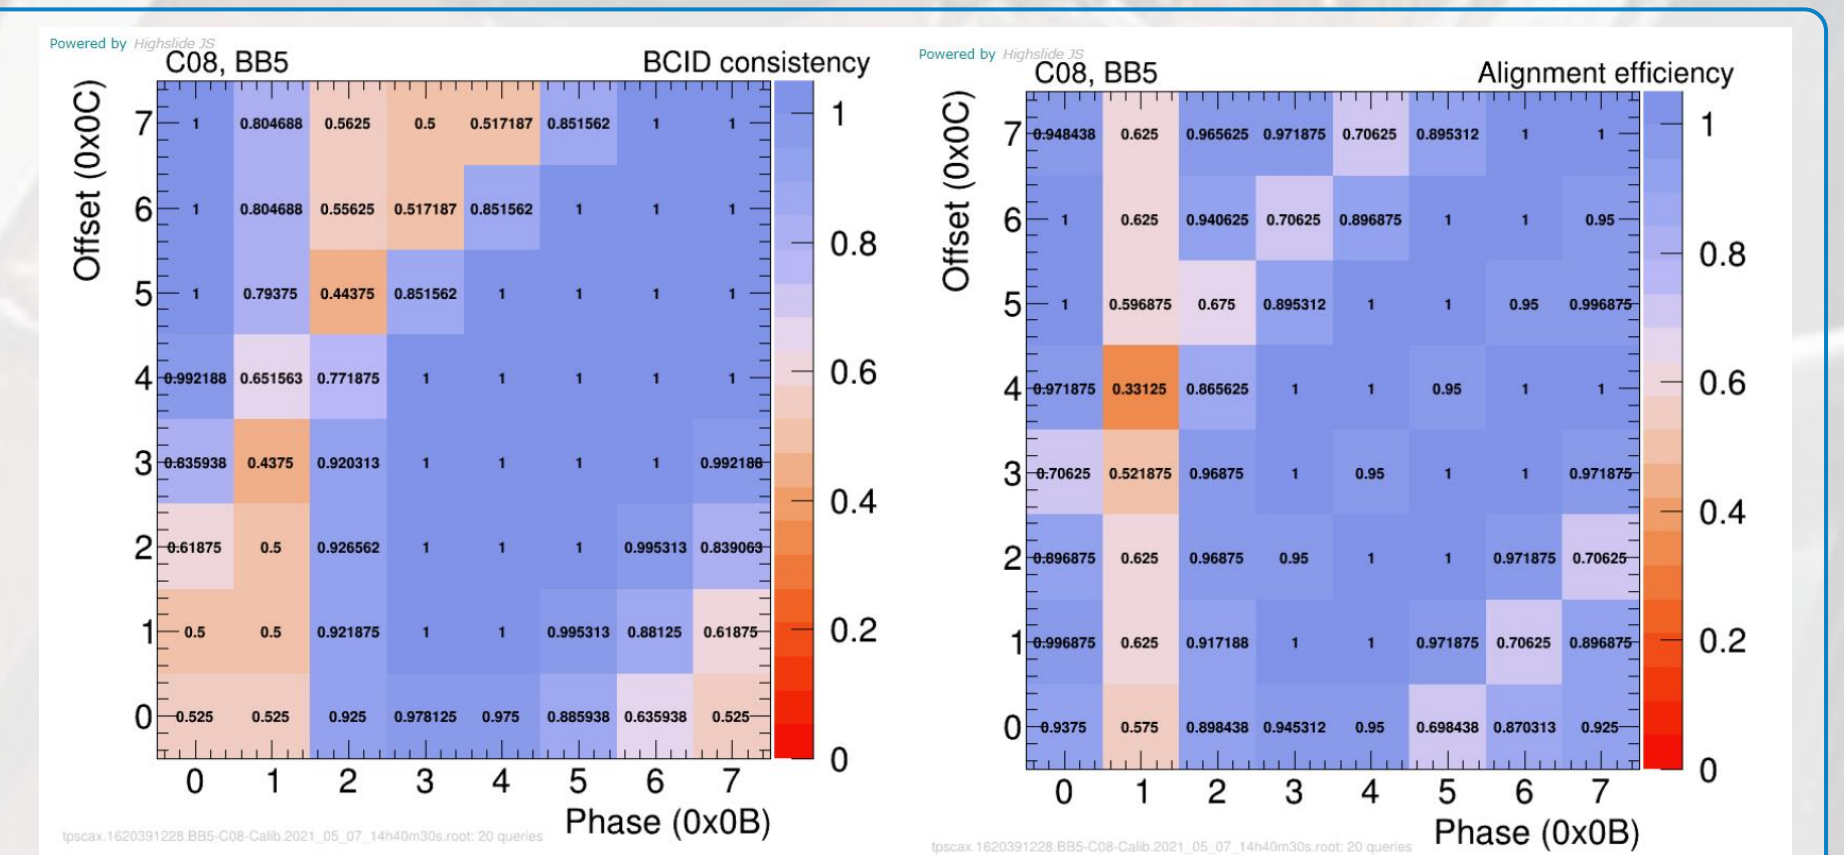 Powered by Highslide JS
C08, BB5 BCID consistency
Offset (0x0C)
7 1 0.804688 0.5625 0.5 0.517187 0.851562 1 1
6 1 0.804688 0.55625 0.517187 0.851562 1 1 1
5 1 0.79375 0.44375 0.851562 1 1 1 1
4 0.992188 0.651563 0.771875 1 1 1 1 1
3 0.835938 0.4375 0.920313 1 1 1 1 0.992188
2 0.61875 0.5 0.926562 1 1 1 0.995313 0.839063
1 0.5 0.5 0.921875 1 1 0.995313 0.88125 0.61875
0 0.525 0.525 0.925 0.978125 0.975 0.885938 0.635938 0.525
0 1 2 3 4 5 6 7
Phase (0x0B)
1
0.8
0.6
0.4
0.2
0
tpscax.1620391228.BB5-C08-Calib.2021_05_07_14h40m30s.root: 20 queries
Powered by Highslide JS
C08, BB5 Alignment efficiency
Offset (0x0C)
7 0.948438 0.625 0.965625 0.971875 0.70625 0.895312 1 1
6 1 0.625 0.940625 0.70625 0.896875 1 1 0.95
5 1 0.596875 0.675 0.895312 1 1 0.95 0.996875
4 0.971875 0.33125 0.865625 1 1 0.95 1 1
3 0.70625 0.521875 0.96875 1 0.95 1 1 0.971875
2 0.896875 0.625 0.96875 0.95 1 1 0.971875 0.70625
1 0.996875 0.625 0.917188 1 1 0.971875 0.70625 0.896875
0 0.9375 0.575 0.898438 0.945312 0.95 0.698438 0.870313 0.925
0 1 2 3 4 5 6 7
Phase (0x0B)
1
0.8
0.6
0.4
0.2
0
tpscax.1620391228.BB5-C08-Calib.2021_05_07_14h40m30s.root: 20 queries